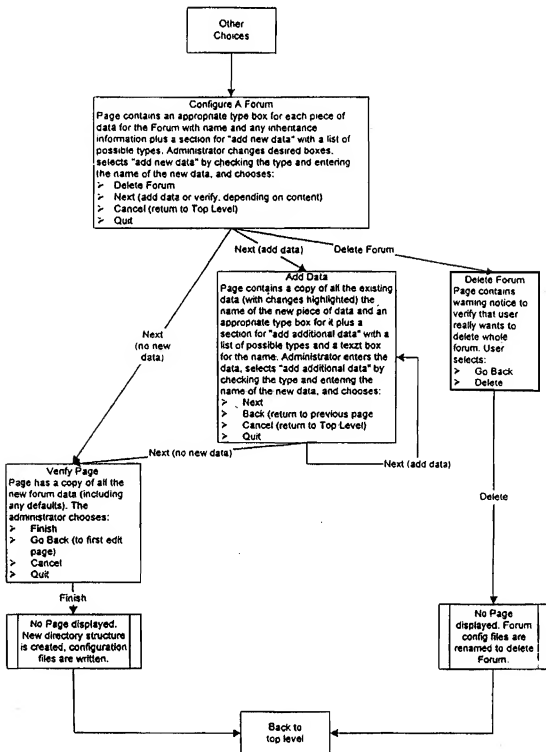 Other
Choices
Configure A Forum
Page contains an appropriate type box for each piece of
data for the Forum with name and any inheritance
information plus a section for "add new data" with a list of
possible types. Administrator changes desired boxes,
selects "add new data" by checking the type and entering
the name of the new data, and chooses:
➢ Delete Forum
➢ Next (add data or verify, depending on content)
➢ Cancel (return to Top Level)
➢ Quit
Next (add data)
Delete Forum
Next
(no new
data)
Add Data
Page contains a copy of all the existing
data (with changes highlighted) the
name of the new piece of data and an
appropriate type box for it plus a
section for "add additional data" with a
list of possible types and a texzt box
for the name. Administrator enters the
data, selects "add additional data" by
checking the type and entering the
name of the new data, and chooses:
➢ Next
➢ Back (return to previous page
➢ Cancel (return to Top Level)
➢ Quit
Delete Forum
Page contains
warning notice to
verify that user
really wants to
delete whole
forum. User
selects:
➢ Go Back
➢ Delete
Next (no new data)
Next (add data)
Verify Page
Page has a copy of all the
new forum data (including
any defaults). The
administrator chooses:
➢ Finish
➢ Go Back (to first edit
page)
➢ Cancel
➢ Quit
Delete
Finish
No Page displayed.
New directory structure
is created, configuration
files are written.
No Page
displayed. Forum
config files are
renamed to delete
Forum.
Back to
top level